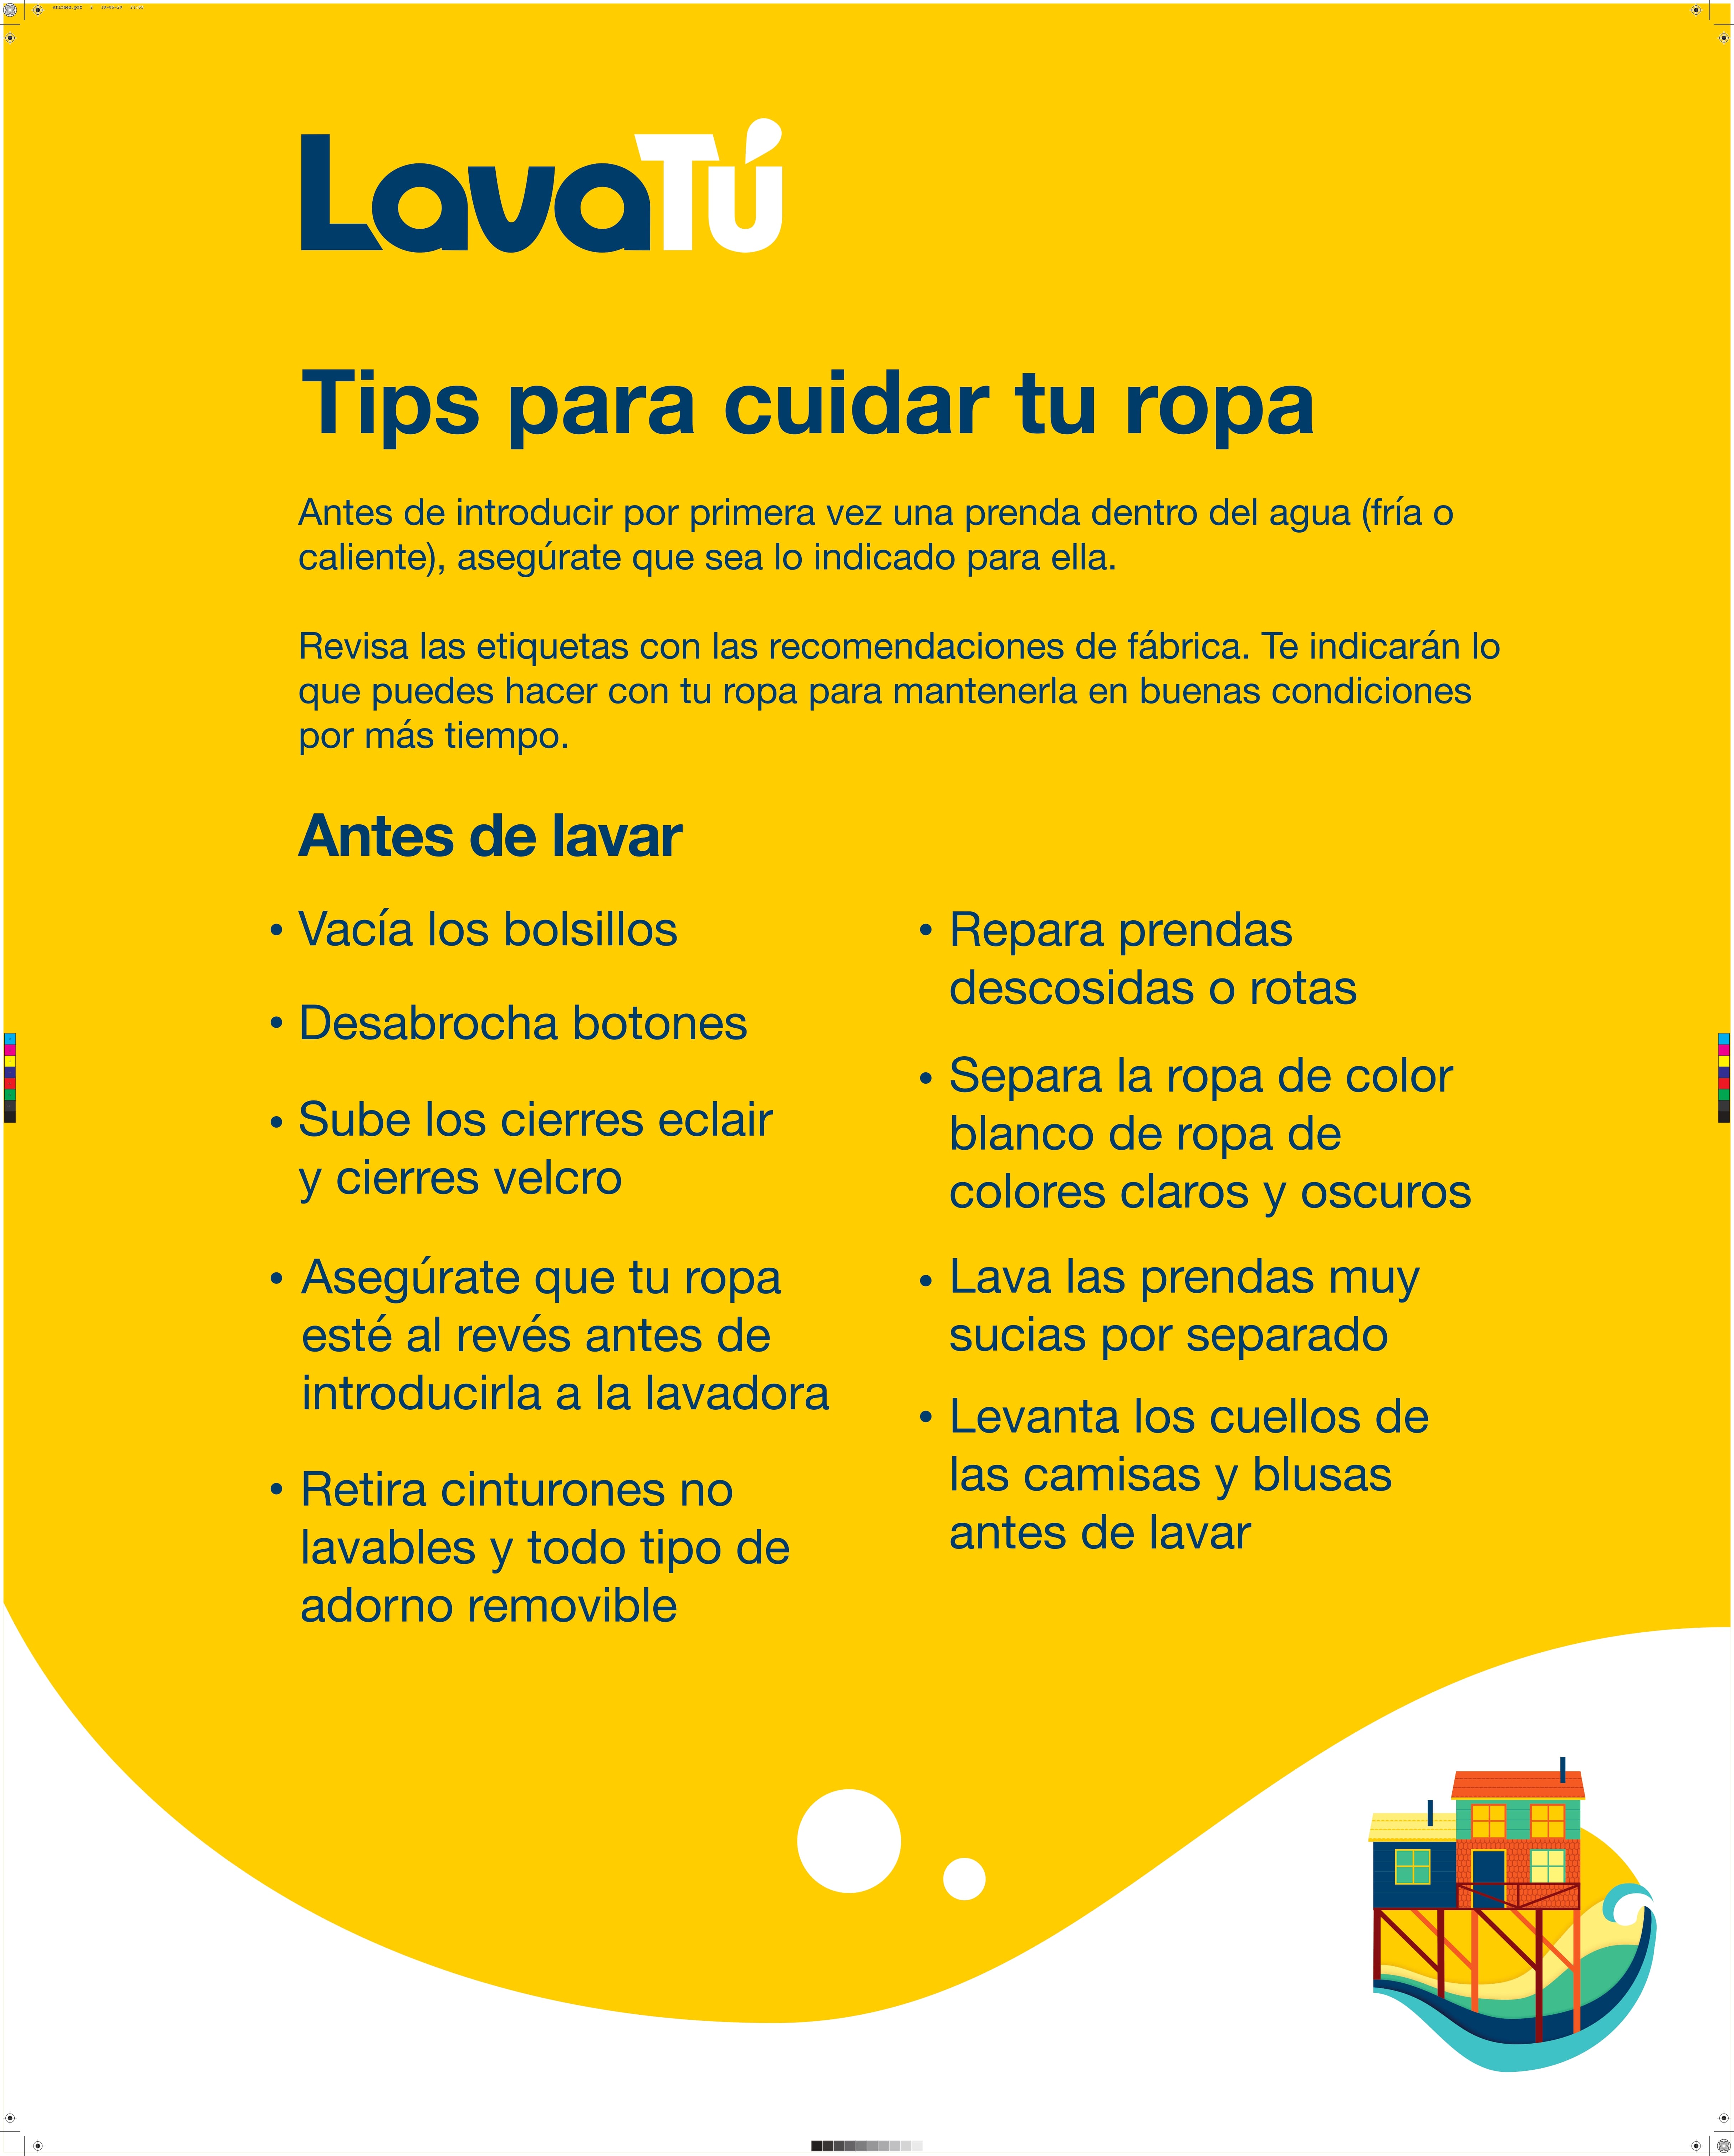 LavaTú
Tips para cuidar tu ropa
Antes de introducir por primera vez una prenda dentro del agua (fría o
caliente), asegúrate que sea lo indicado para ella.
Revisa las etiquetas con las recomendaciones de fábrica. Te indicarán lo
que puedes hacer con tu ropa para mantenerla en buenas condiciones
por más tiempo.
Antes de lavar
• Vacía los bolsillos
• Desabrocha botones
• Sube los cierres eclair
y cierres velcro
• Asegúrate que tu ropa
esté al revés antes de
introducirla a la lavadora
• Retira cinturones no
lavables y todo tipo de
adorno removible
• Repara prendas
descosidas o rotas
• Separa la ropa de color
blanco de ropa de
colores claros y oscuros
• Lava las prendas muy
sucias por separado
• Levanta los cuellos de
las camisas y blusas
antes de lavar